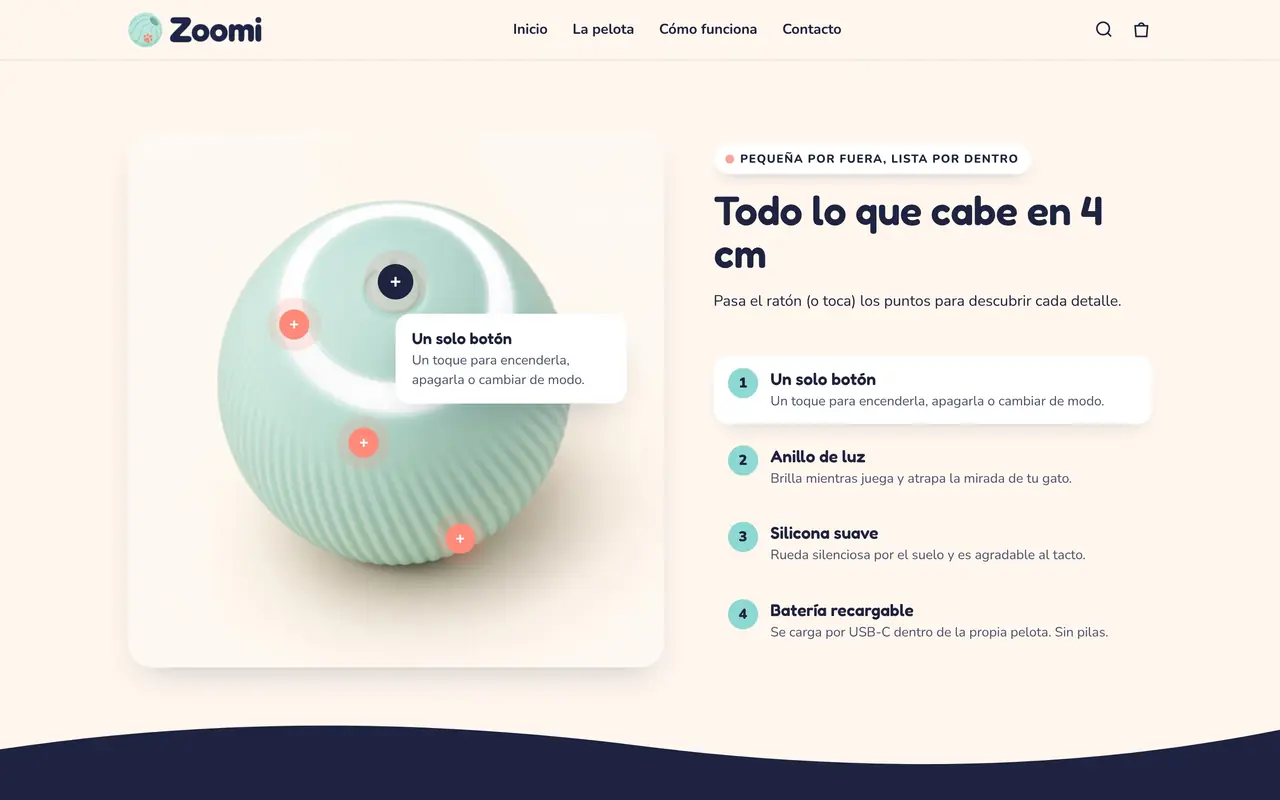 Zoomi
Inicio
La pelota
Cómo funciona
Contacto
+
+
Un solo botón
Un toque para encenderla,
apagarla o cambiar de modo.
+
+
PEQUEÑA POR FUERA, LISTA POR DENTRO
Todo lo que cabe en 4
cm
Pasa el ratón (o toca) los puntos para descubrir cada detalle.
1
Un solo botón
Un toque para encenderla, apagarla o cambiar de modo.
2
Anillo de luz
Brilla mientras juega y atrapa la mirada de tu gato.
3
Silicona suave
Rueda silenciosa por el suelo y es agradable al tacto.
4
Batería recargable
Se carga por USB-C dentro de la propia pelota. Sin pilas.